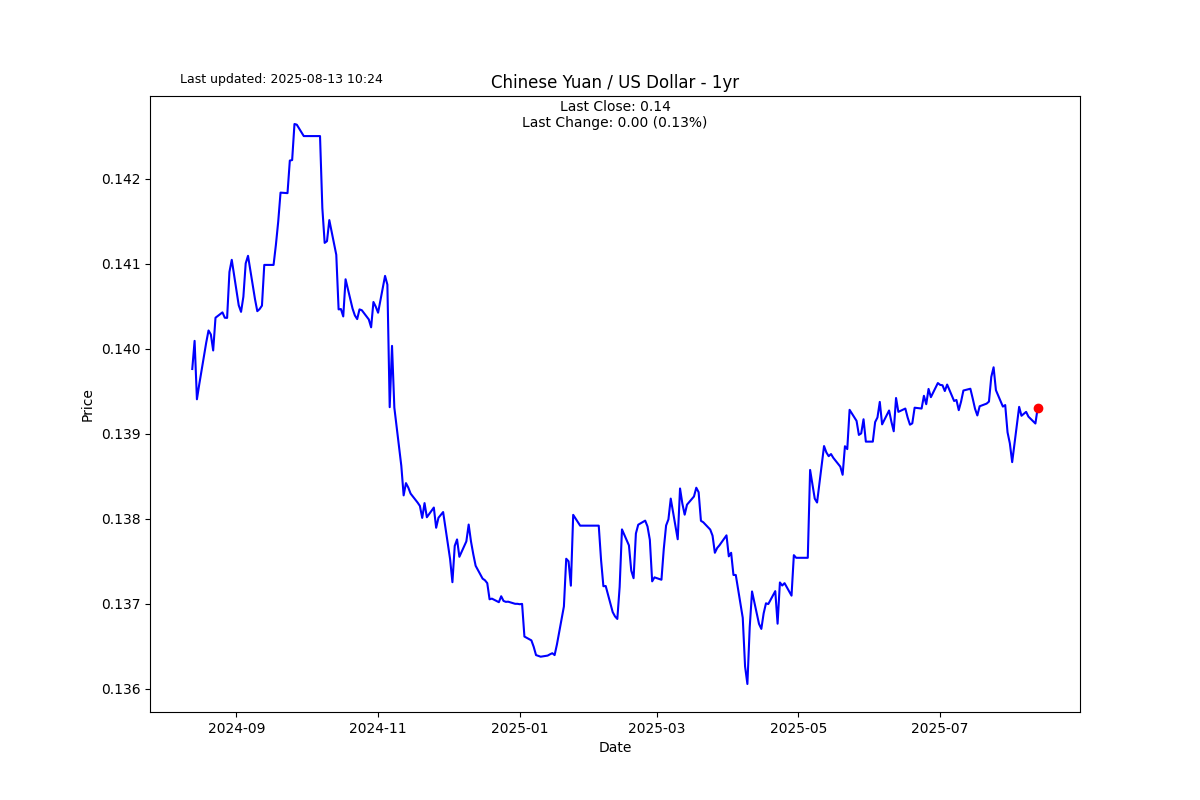 Last updated: 2025-08-13 10:24
Chinese Yuan / US Dollar - 1yr
Last Close: 0.14
Last Change: 0.00 (0.13%)
0.142
0.141
0.140
0.139
0.138
0.137
0.136
Price
2024-09
2024-11
2025-01
2025-03
2025-05
2025-07
Date